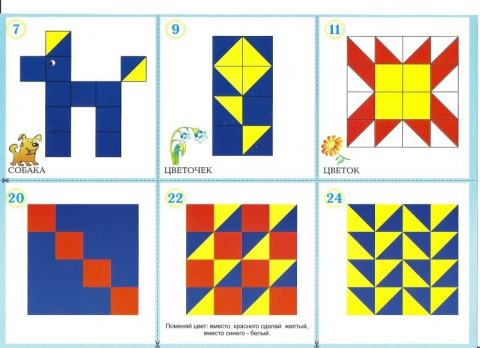 7
9
11
СОБАКА
ЦВЕТОЧЕК
ЦВЕТОК
20
22
24
Поменяй цвет: вместо красного сделай желтый,
вместо синего - белый.